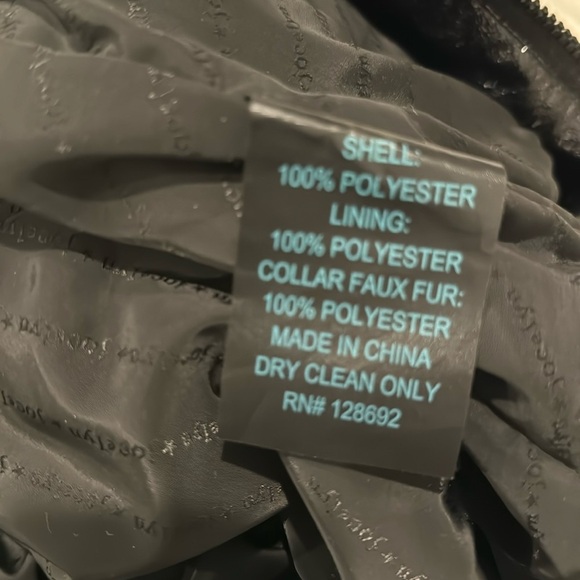 SHELL:
100% POLYESTER
LINING:
100% POLYESTER
COLLAR FAUX FUR:
100% POLYESTER
MADE IN CHINA
DRY CLEAN ONLY
RN# 128692
Jocelyn